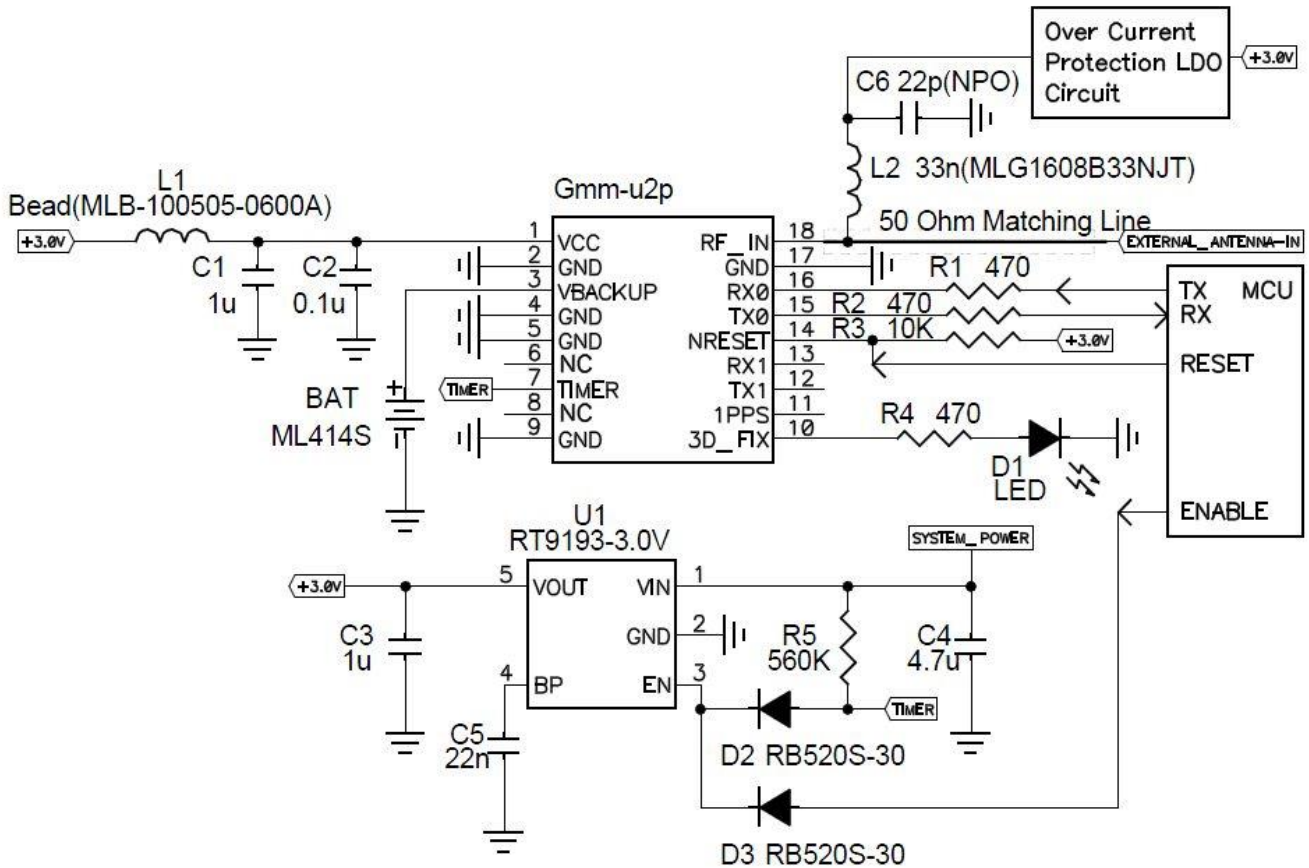 Over Current
Protection LDO
Circuit
+3.0V
C6 22p(NPO)
L2 33n(MLG1608B33NJT)
L1
Bead(MLB-100505-0600A)
+3.0V
C1
1u
C2
0.1u
Gmm-u2p
50 Ohm Matching Line
EXTERNAL_ANTENNA-IN
1 VCC
2 GND
3 VBACKUP
4 GND
5 GND
6 NC
7 TIMER
8 NC
9 GND
RF_IN 18
GND 17
RX0 16
TX0 15
NRESET 14
RX1 13
TX1 12
1PPS 11
3D_FIX 10
R1 470
R2 470
R3 10K
+3.0V
TX MCU
RX
RESET
ENABLE
TIMER
BAT
ML414S
+
R4 470
D1
LED
U1
RT9193-3.0V
SYSTEM_POWER
+3.0V
5 VOUT
4 BP
VIN 1
GND 2
EN 3
C3
1u
C5
22n
R5
560K
C4
4.7u
TIMER
D2 RB520S-30
D3 RB520S-30